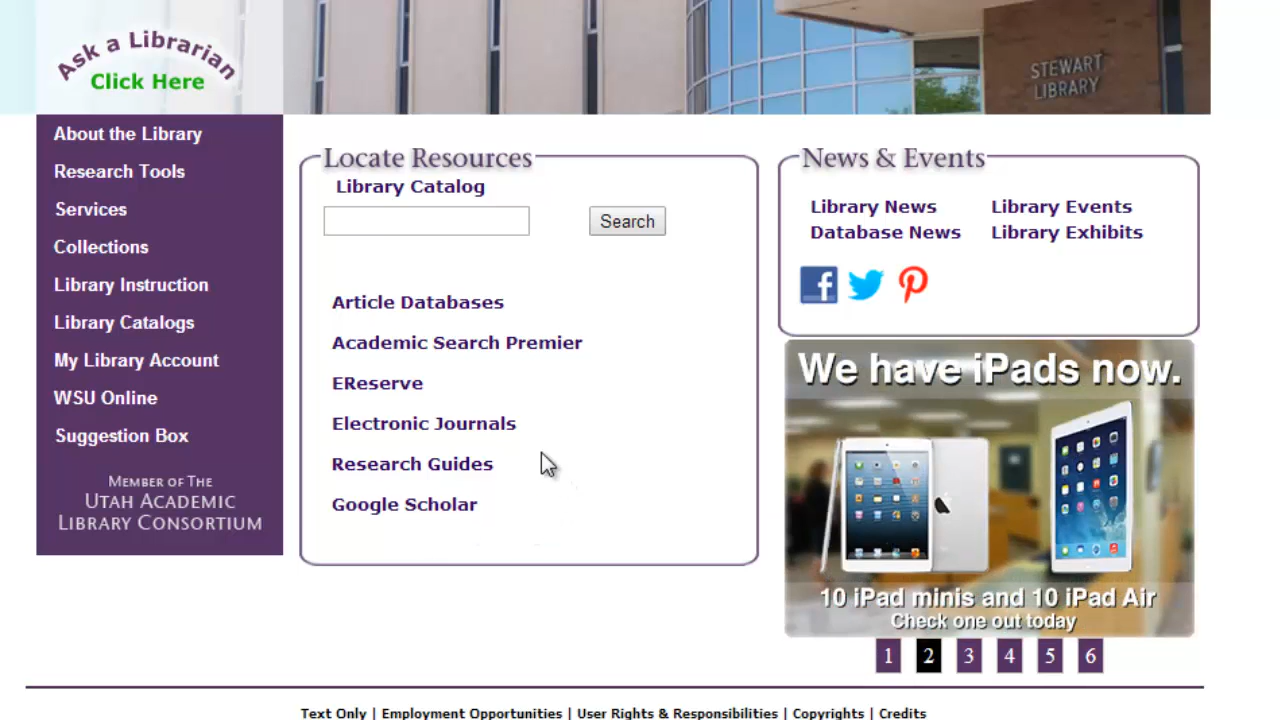 Ask a Librarian
Click Here
STEWART
LIBRARY
About the Library
Research Tools
Services
Collections
Library Instruction
Library Catalogs
My Library Account
WSU Online
Suggestion Box
MEMBER OF THE
UTAH ACADEMIC
LIBRARY CONSORTIUM
Locate Resources
Library Catalog
Search
Article Databases
Academic Search Premier
EReserve
Electronic Journals
Research Guides
Google Scholar
News & Events
Library News
Library Events
Database News
Library Exhibits
We have iPads now.
10 iPad minis and 10 iPad Air
Check one out today
1 2 3 4 5 6
Text Only | Employment Opportunities | User Rights & Responsibilities | Copyrights | Credits